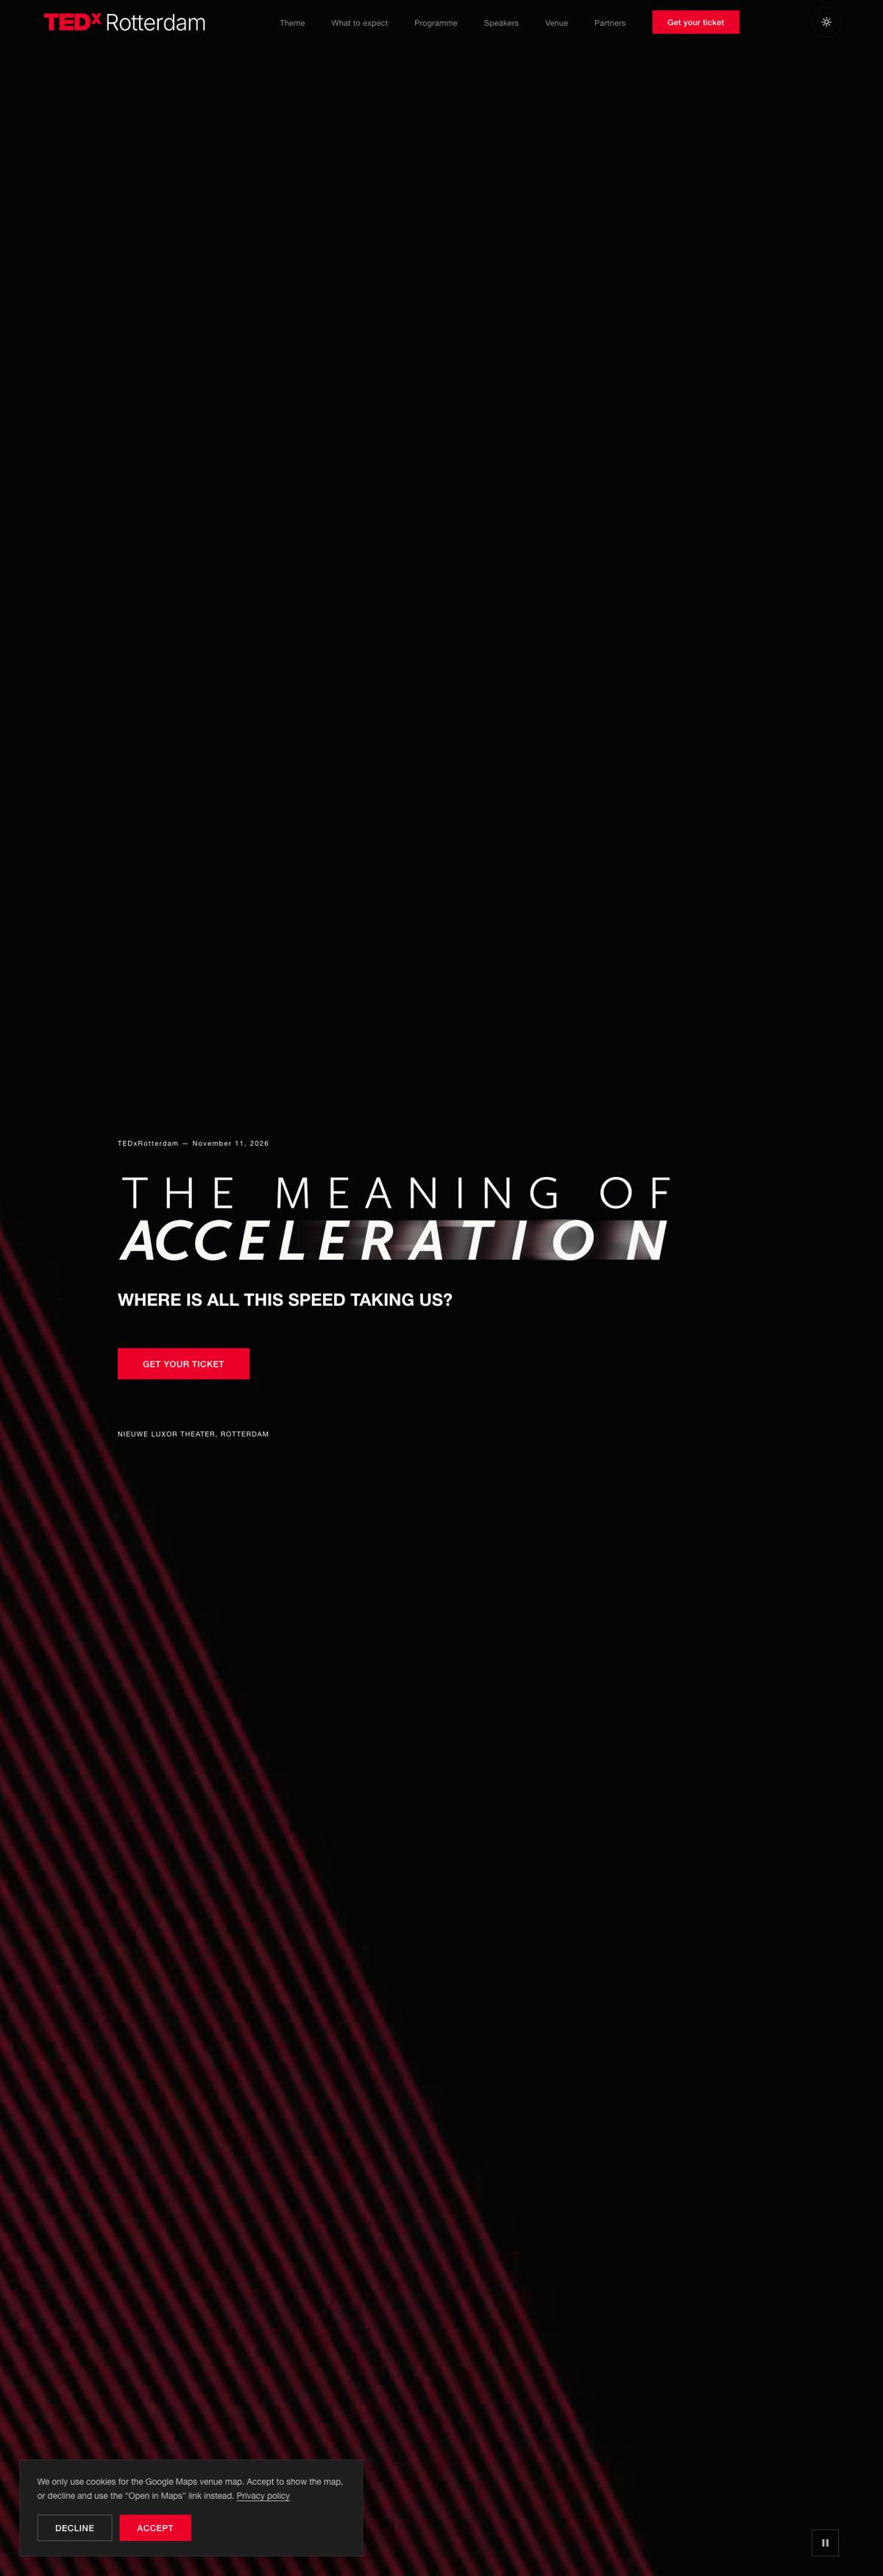 TEDx Rotterdam
Theme
What to expect
Programme
Speakers
Venue
Partners
Get your ticket
TEDxRotterdam — November 11, 2026
THE MEANING OF
ACCELERATION
WHERE IS ALL THIS SPEED TAKING US?
GET YOUR TICKET
NIEUWE LUXOR THEATER, ROTTERDAM
We only use cookies for the Google Maps venue map. Accept to show the map,
or decline and use the "Open in Maps" link instead. Privacy policy
DECLINE
ACCEPT